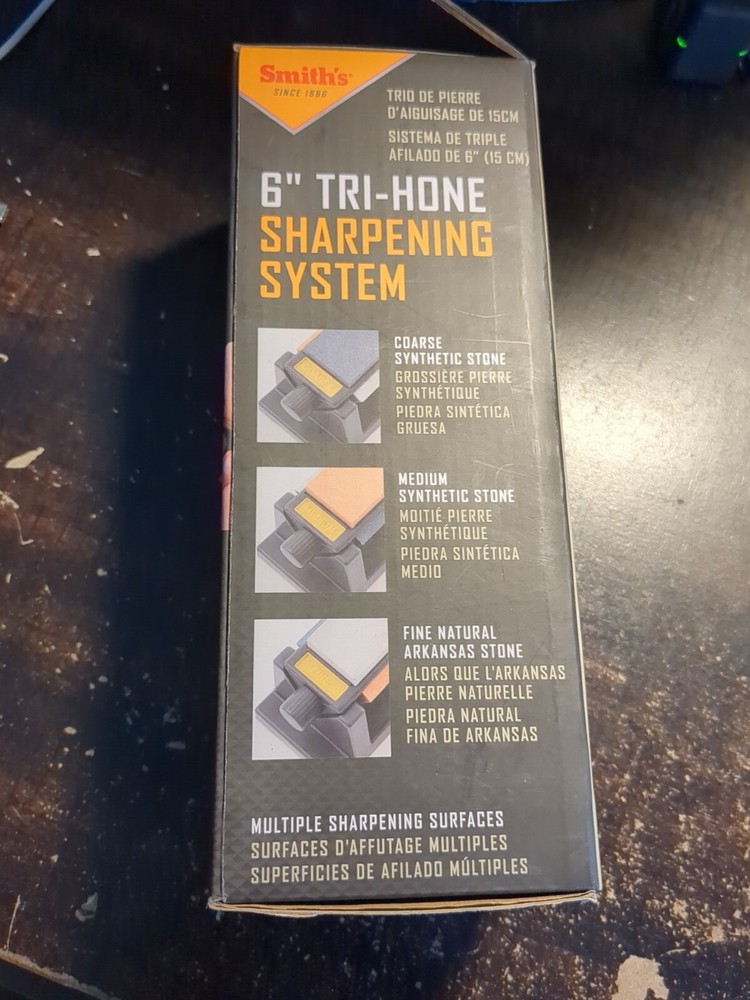 Smith's
SINCE 1886
TRIO DE PIERRE
D'AIGUISAGE DE 15CM
SISTEMA DE TRIPLE
AFILADO DE 6" (15 CM)
6" TRI-HONE
SHARPENING
SYSTEM
COARSE
SYNTHETIC STONE
GROSSIÈRE PIERRE
SYNTHÉTIQUE
PIEDRA SINTÉTICA
GRUESA
MEDIUM
SYNTHETIC STONE
MOITIÉ PIERRE
SYNTHÉTIQUE
PIEDRA SINTÉTICA
MEDIO
FINE NATURAL
ARKANSAS STONE
ALORS QUE L'ARKANSAS
PIERRE NATURELLE
PIEDRA NATURAL
FINA DE ARKANSAS
MULTIPLE SHARPENING SURFACES
SURFACES D'AFFUTAGE MULTIPLES
SUPERFICIES DE AFILADO MÚLTIPLES